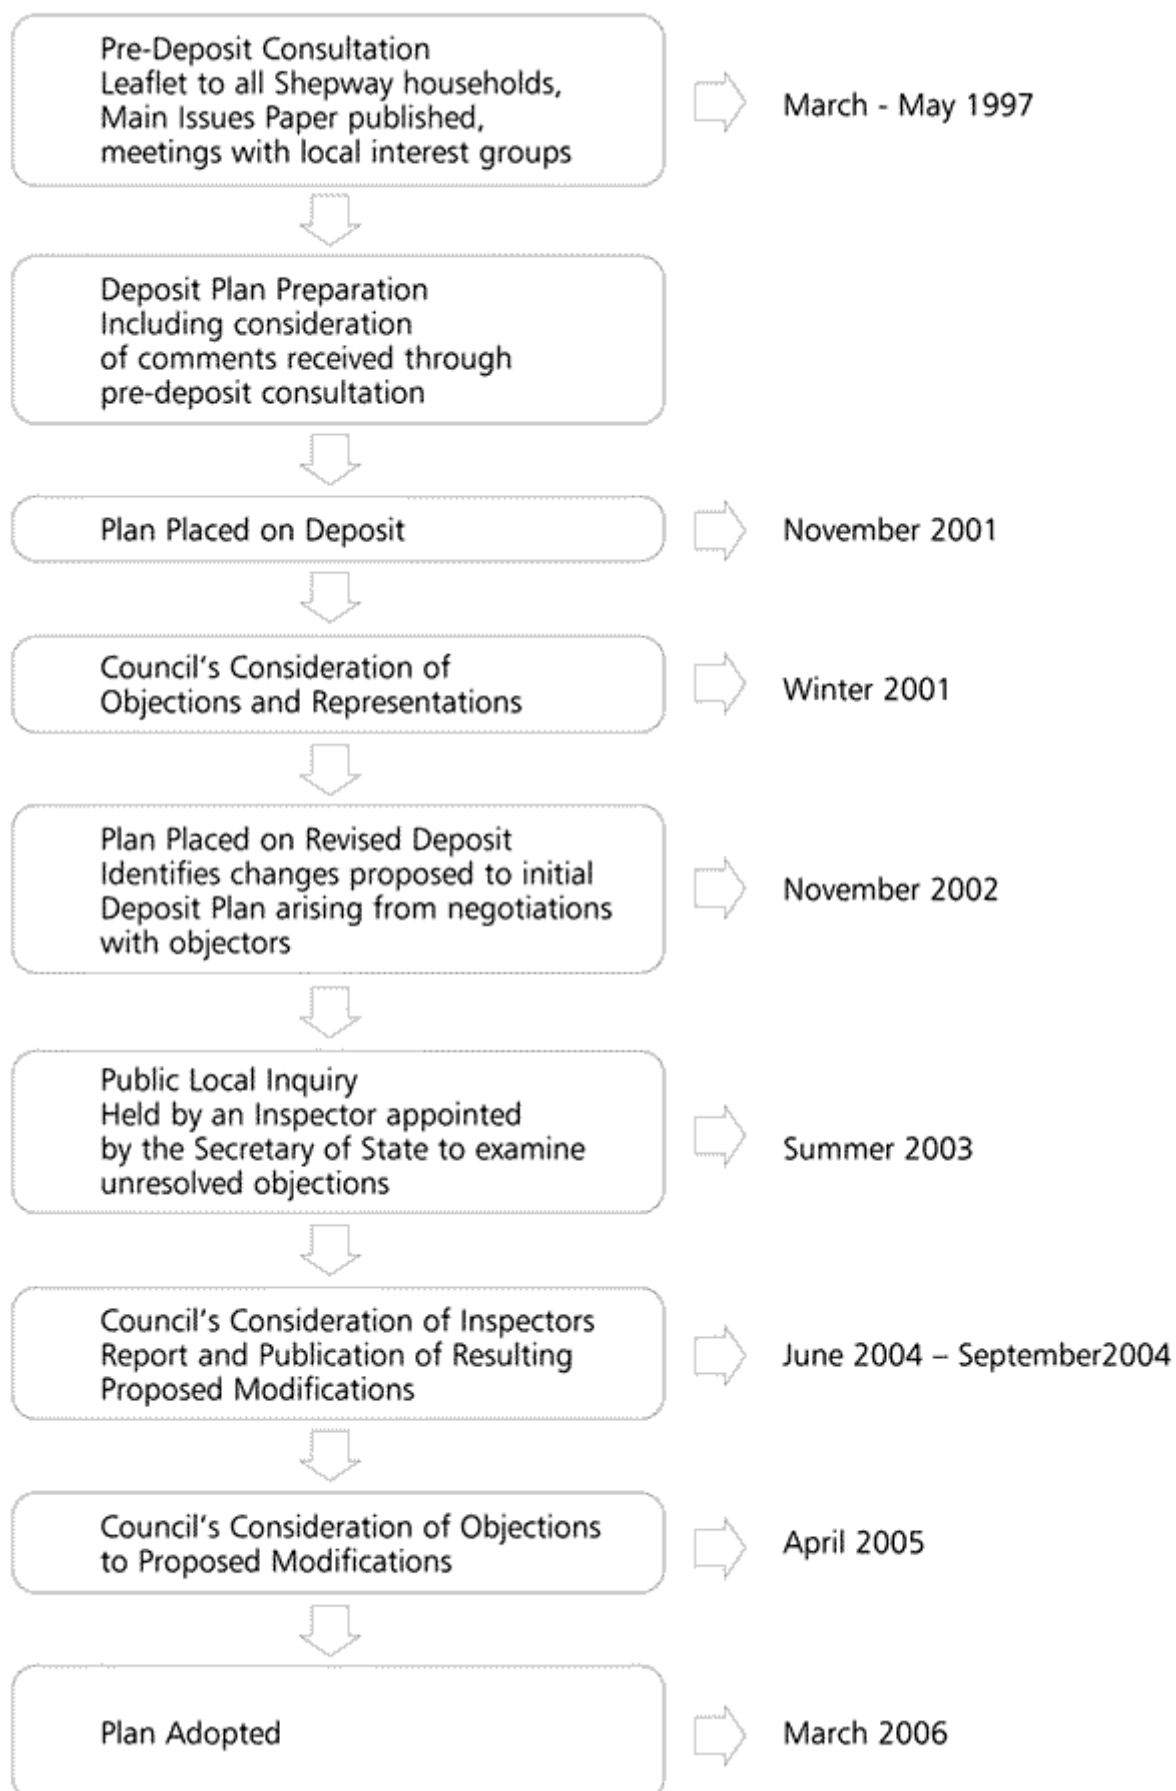 Pre-Deposit Consultation
Leaflet to all Shepway households,
Main Issues Paper published,
meetings with local interest groups
March - May 1997
Deposit Plan Preparation
Including consideration
of comments received through
pre-deposit consultation
Plan Placed on Deposit
November 2001
Council's Consideration of
Objections and Representations
Winter 2001
Plan Placed on Revised Deposit
Identifies changes proposed to initial
Deposit Plan arising from negotiations
with objectors
November 2002
Public Local Inquiry
Held by an Inspector appointed
by the Secretary of State to examine
unresolved objections
Summer 2003
Council's Consideration of Inspectors
Report and Publication of Resulting
Proposed Modifications
June 2004 – September2004
Council's Consideration of Objections
to Proposed Modifications
April 2005
Plan Adopted
March 2006